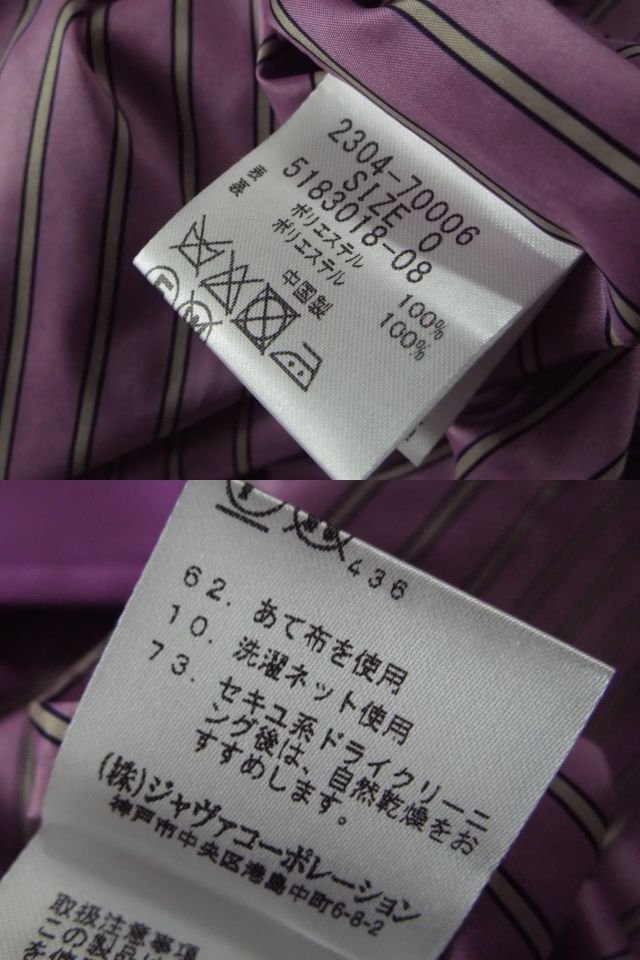 2304-70006
SIZE 0
5183018-08
表 ポリエステル 100%
裏 ポリエステル 100%
中国製
436
62. あて布を使用
10. 洗濯ネット使用
73. セキユ系ドライクリーニ
ング後は、自然乾燥をお
すすめします。
(株)ジャヴァコーポレーション
神戸市中央区港島中町6-8-2
取扱注意事項
この製品は
を使